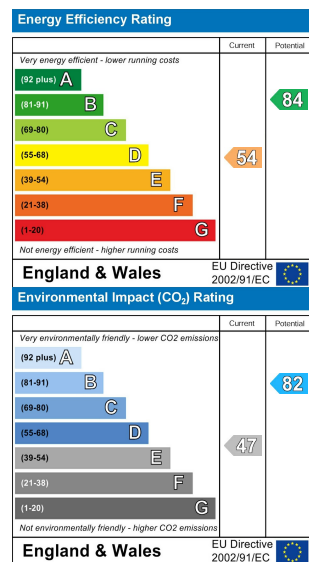 Energy Efficiency Rating
Current Potential
Very energy efficient - lower running costs
(92 plus) A
(81-91) B
84
(69-80) C
(55-68) D
54
(39-54) E
(21-38) F
(1-20) G
Not energy efficient - higher running costs
England & Wales EU Directive 2002/91/EC
Environmental Impact (CO₂) Rating
Current Potential
Very environmentally friendly - lower CO2 emissions
(92 plus) A
(81-91) B
82
(69-80) C
(55-68) D
(39-54) E
47
(21-38) F
(1-20) G
Not environmentally friendly - higher CO2 emissions
England & Wales EU Directive 2002/91/EC